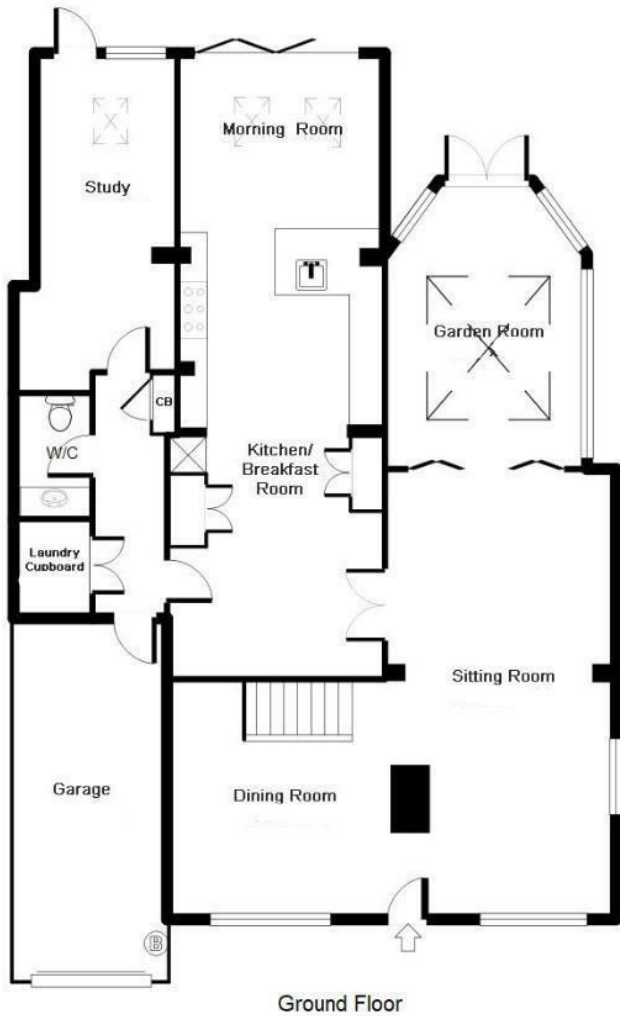 Morning Room
Study
Garden Room
CB
W/C
Kitchen/
Breakfast
Room
Laundry
Cupboard
Sitting Room
Garage
Dining Room
B
Ground Floor